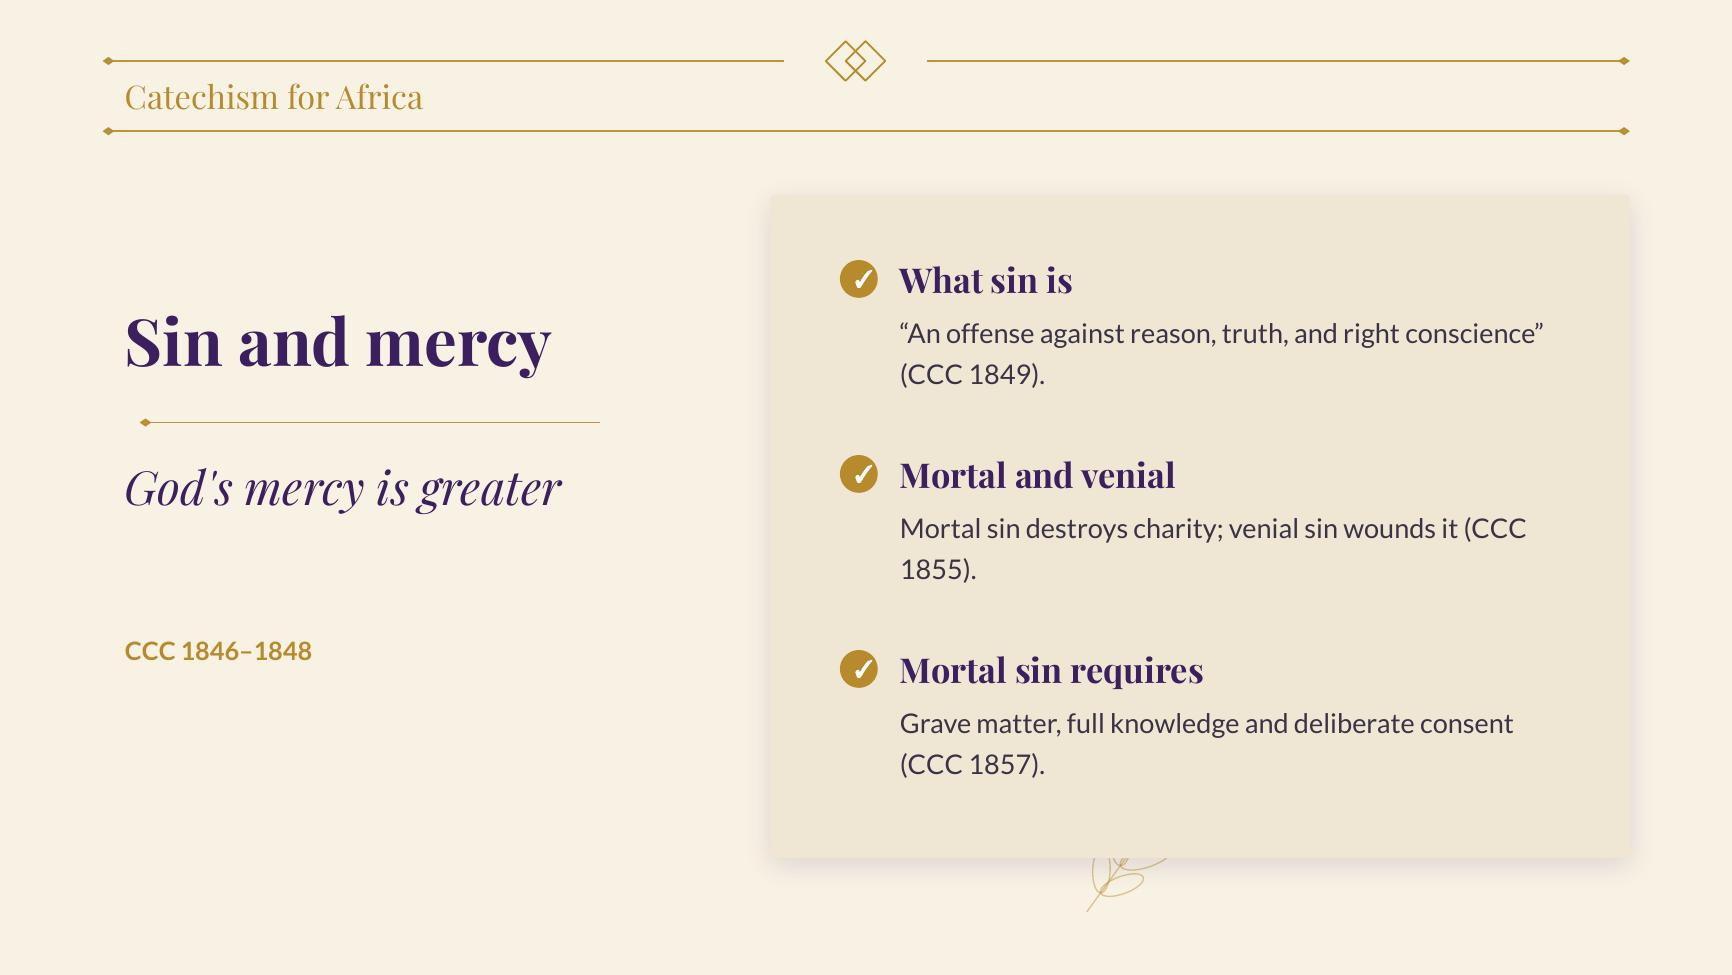 Catechism for Africa
Sin and mercy
God's mercy is greater
CCC 1846–1848
What sin is
“An offense against reason, truth, and right conscience”
(CCC 1849).
Mortal and venial
Mortal sin destroys charity; venial sin wounds it (CCC
1855).
Mortal sin requires
Grave matter, full knowledge and deliberate consent
(CCC 1857).